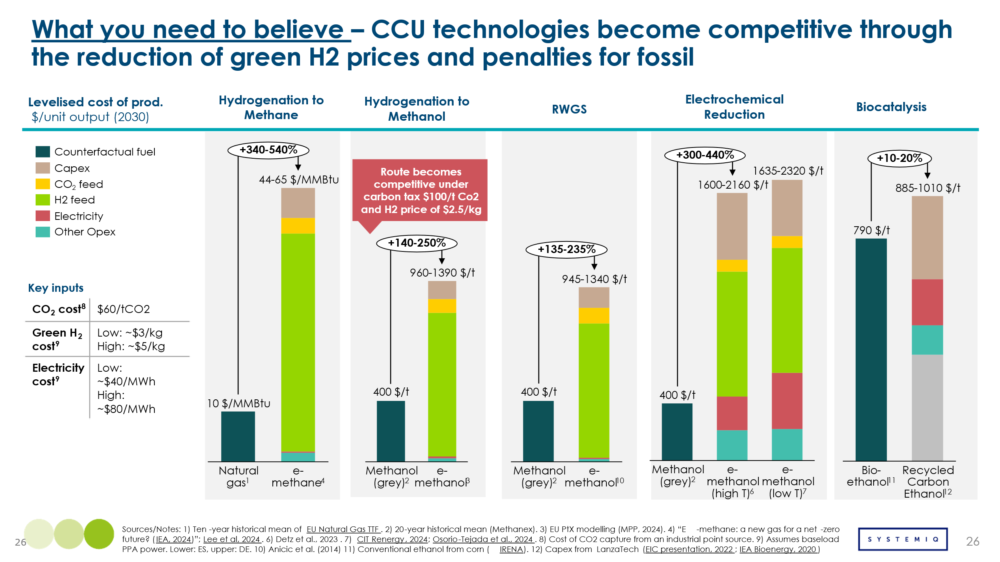 What you need to believe – CCU technologies become competitive through
the reduction of green H2 prices and penalties for fossil
Levelised cost of prod.
$/unit output (2030)
Hydrogenation to
Methane
Hydrogenation to
Methanol
RWGS
Electrochemical
Reduction
Biocatalysis
Counterfactual fuel
Capex
CO2 feed
H2 feed
Electricity
Other Opex
Key inputs
CO2 cost8
$60/tCO2
Green H2
cost9
Low: ~$3/kg
High: ~$5/kg
Electricity
cost9
Low:
~$40/MWh
High:
~$80/MWh
+340-540%
44-65 $/MMBtu
10 $/MMBtu
Natural
gas1
e-
methane4
Route becomes
competitive under
carbon tax $100/t Co2
and H2 price of $2.5/kg
+140-250%
960-1390 $/t
400 $/t
Methanol
(grey)2
e-
methanol3
+135-235%
945-1340 $/t
400 $/t
Methanol
(grey)2
e-
methanol10
+300-440%
1635-2320 $/t
1600-2160 $/t
400 $/t
Methanol
(grey)2
e-
methanol
(high T)6
e-
methanol
(low T)7
+10-20%
885-1010 $/t
790 $/t
Bio-
ethanol11
Recycled
Carbon
Ethanol12
26
Sources/Notes: 1) Ten -year historical mean of EU Natural Gas TTF . 2) 20-year historical mean (Methanex). 3) EU PtX modelling (MPP, 2024). 4) “E -methane: a new gas for a net -zero
future? (IEA, 2024)”; Lee et al, 2024 . 6) Detz et al., 2023 . 7) CIT Renergy, 2024; Osorio-Tejada et al., 2024 . 8) Cost of CO2 capture from an industrial point source. 9) Assumes baseload
PPA power. Lower: ES, upper: DE. 10) Anicic et al. (2014) 11) Conventional ethanol from corn ( IRENA). 12) Capex from LanzaTech (EIC presentation, 2022 ; IEA Bioenergy, 2020 )
SYSTEMIQ
26